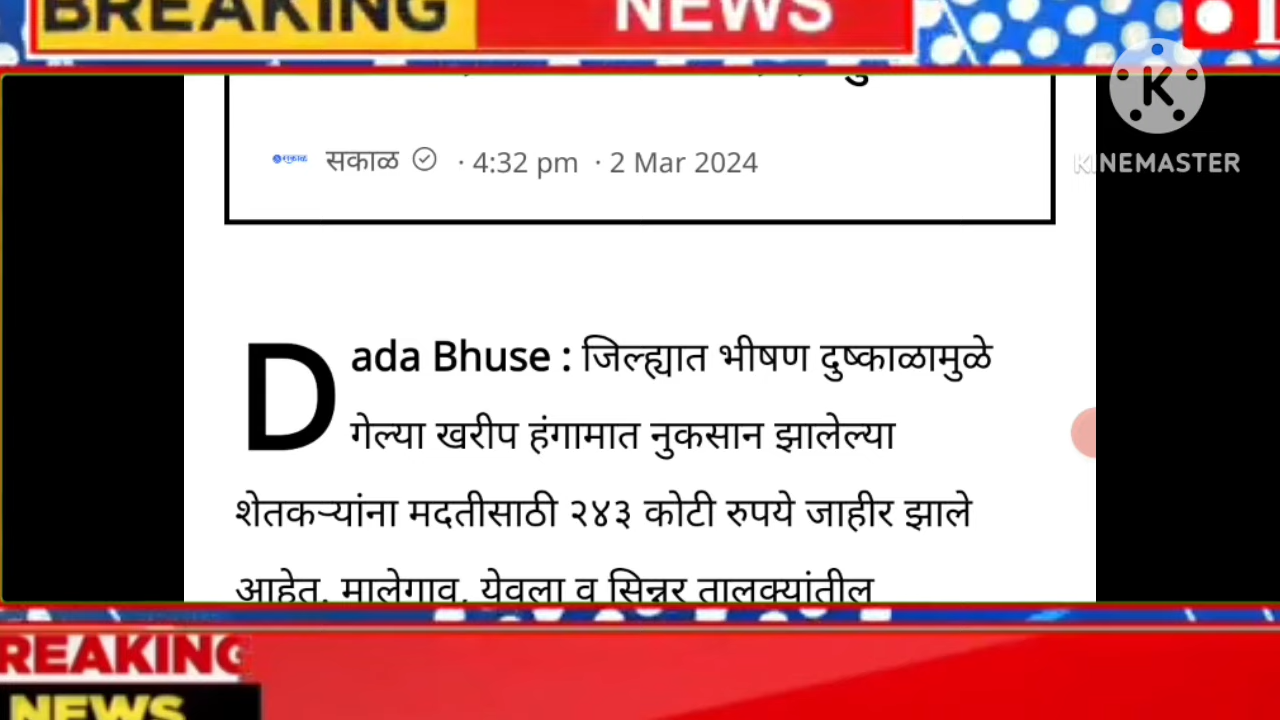 BREAKING NEWS
सकाळ · 4:32 pm · 2 Mar 2024
KINEMASTER
Dada Bhuse : जिल्ह्यात भीषण दुष्काळामुळे
गेल्या खरीप हंगामात नुकसान झालेल्या
शेतकऱ्यांना मदतीसाठी २४३ कोटी रुपये जाहीर झाले
आहेत. मालेगाव, येवला व सिन्नर तालुक्यांतील
REAKING
NEWS